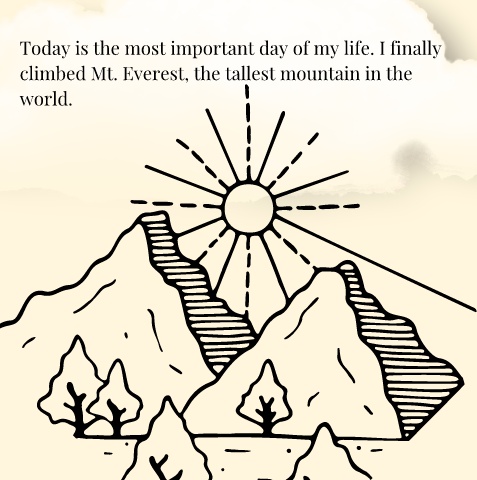 Today is the most important day of my life. I finally
climbed Mt. Everest, the tallest mountain in the
world.